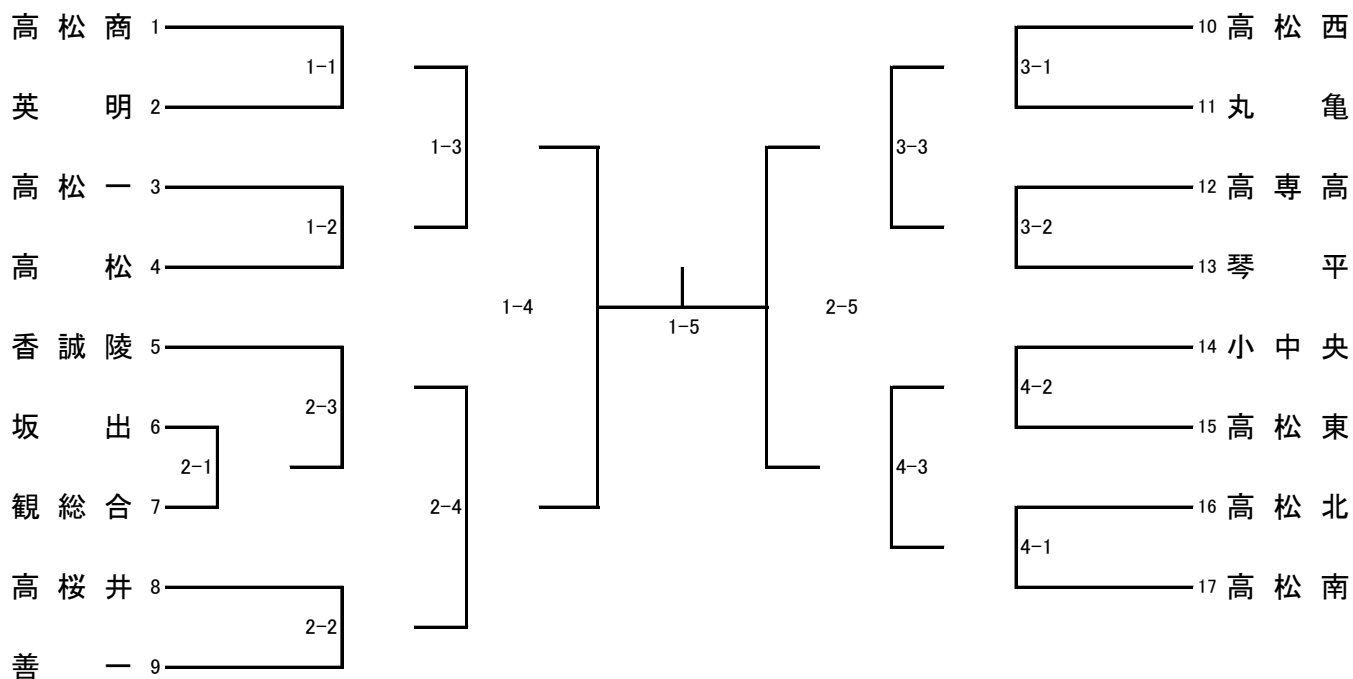 高松商 1
1-1
英明 2
1-3
高松一 3
1-2
高松 4
1-4
香誠陵 5
2-3
坂出 6
2-1
観総合 7
2-4
高桜井 8
2-2
善一 9
1-5
10 高松西
3-1
11 丸亀
3-3
12 高専高
3-2
13 琴平
2-5
14 小中央
4-2
15 高松東
4-3
16 高松北
4-1
17 高松南